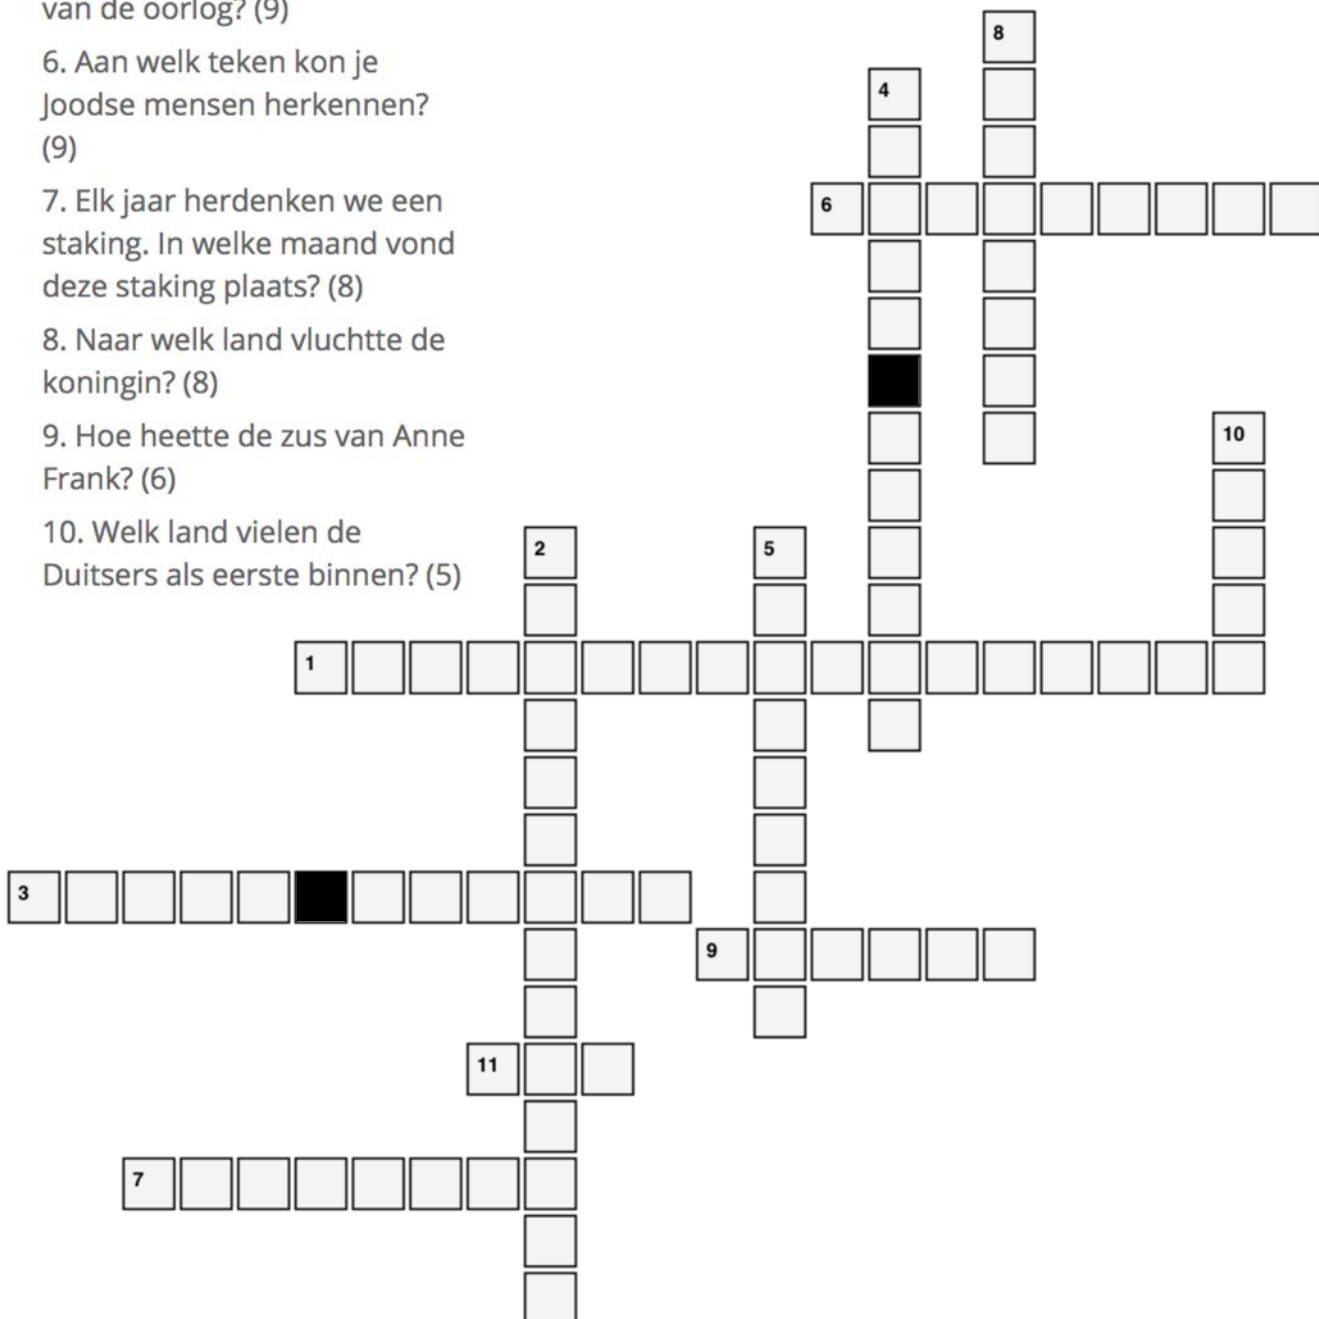 van de oorlog? (9)
6. Aan welk teken kon je
Joodse mensen herkennen?
(9)
7. Elk jaar herdenken we een
staking. In welke maand vond
deze staking plaats? (8)
8. Naar welk land vluchtte de
koningin? (8)
9. Hoe heette de zus van Anne
Frank? (6)
10. Welk land vielen de
Duitsers als eerste binnen? (5)
8
4
6
10
2
5
1
3
9
11
7